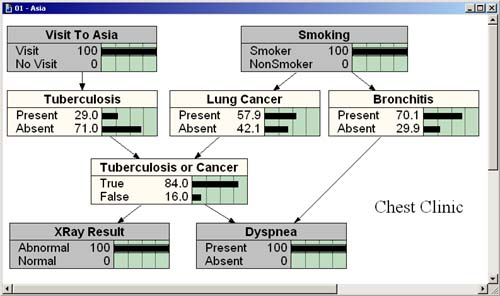 01 - Asia
Visit To Asia
Visit 100
No Visit 0
Smoking
Smoker 100
NonSmoker 0
Tuberculosis
Present 29.0
Absent 71.0
Lung Cancer
Present 57.9
Absent 42.1
Bronchitis
Present 70.1
Absent 29.9
Tuberculosis or Cancer
True 84.0
False 16.0
Chest Clinic
XRay Result
Abnormal 100
Normal 0
Dyspnea
Present 100
Absent 0